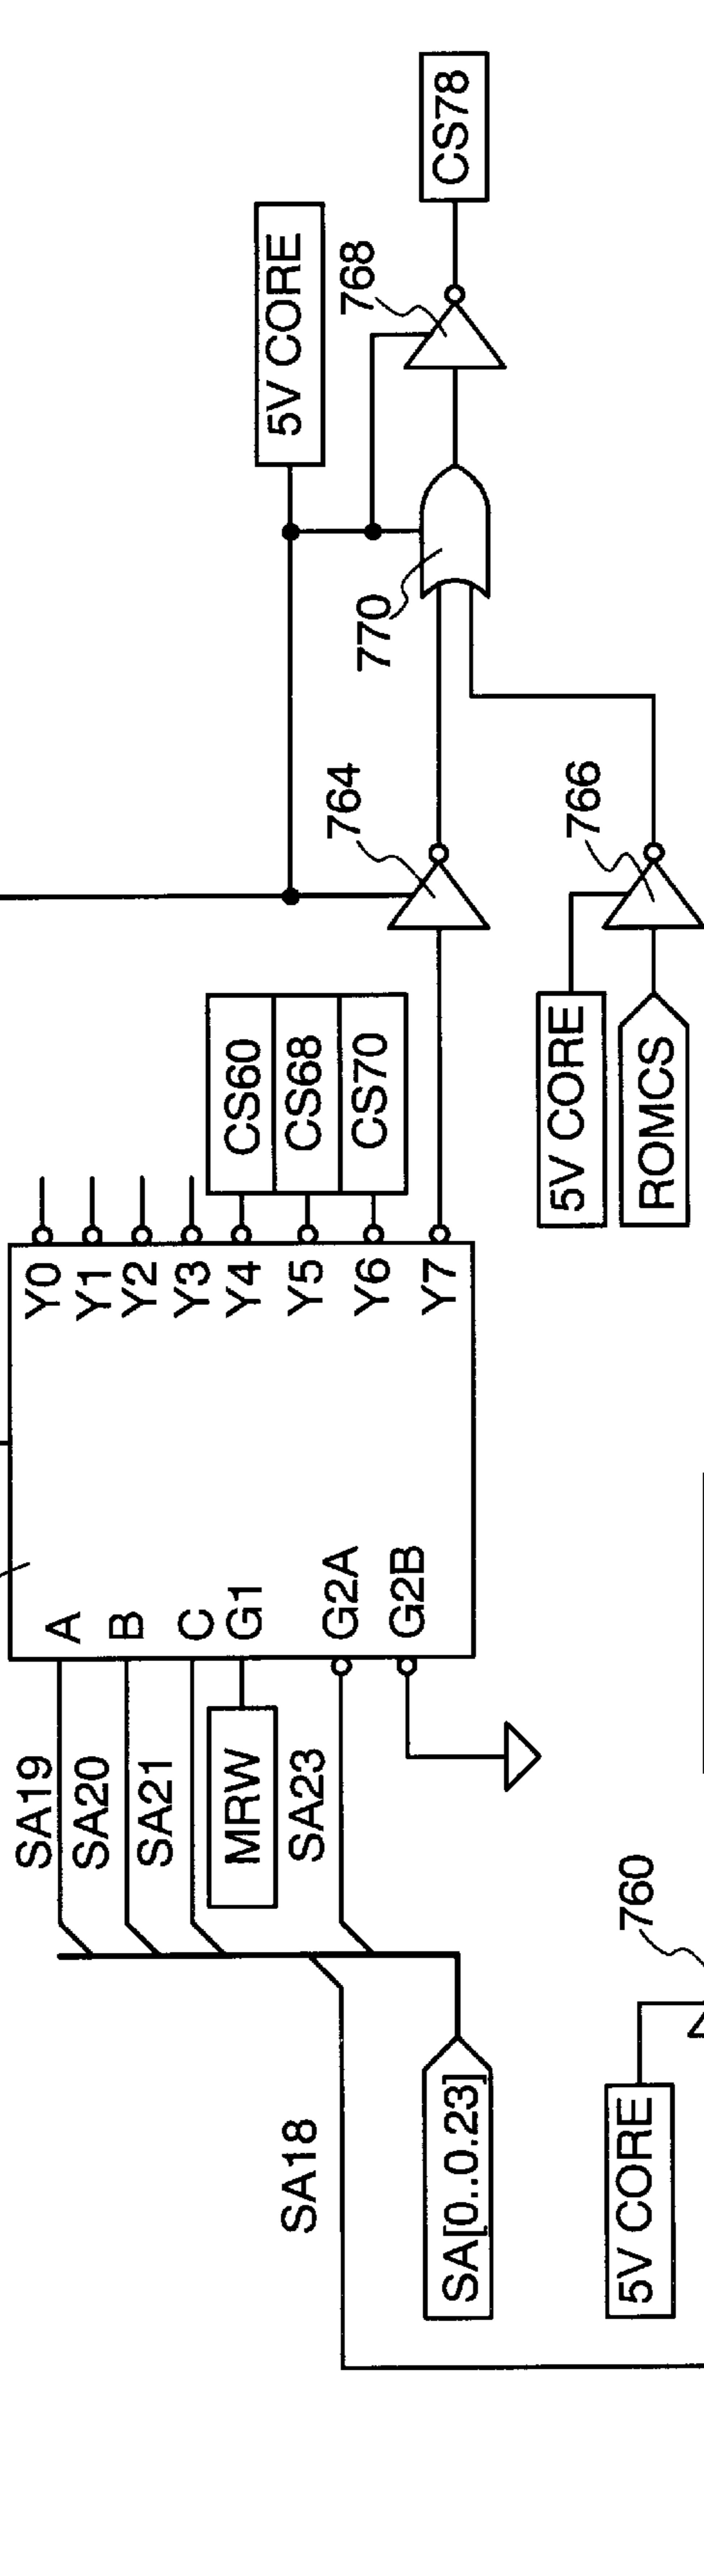 CS78
5V CORE
768
770
764
766
CS60
CS68
CS70
5V CORE
ROMCS
Y0
Y1
Y2
Y3
Y4
Y5
Y6
Y7
A
B
C
G1
G2A
G2B
SA19
SA20
SA21
MRW
SA23
760
SA18
SA[0..0.23]
5V CORE